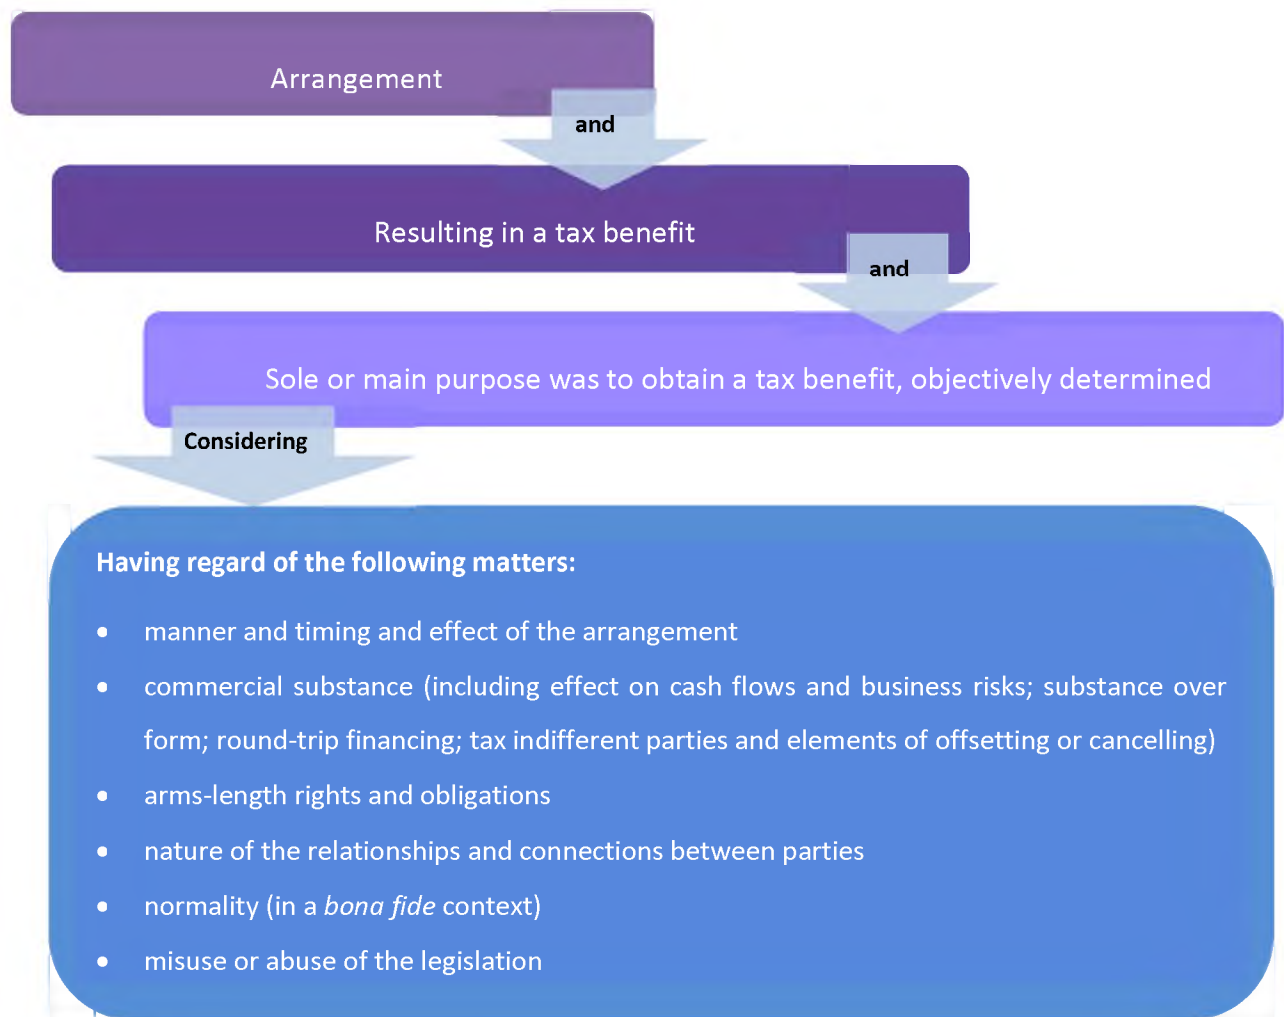 Arrangement
and
Resulting in a tax benefit
and
Sole or main purpose was to obtain a tax benefit, objectively determined
Considering
Having regard of the following matters:
• manner and timing and effect of the arrangement
• commercial substance (including effect on cash flows and business risks; substance over
form; round-trip financing; tax indifferent parties and elements of offsetting or cancelling)
• arms-length rights and obligations
• nature of the relationships and connections between parties
• normality (in a bona fide context)
• misuse or abuse of the legislation